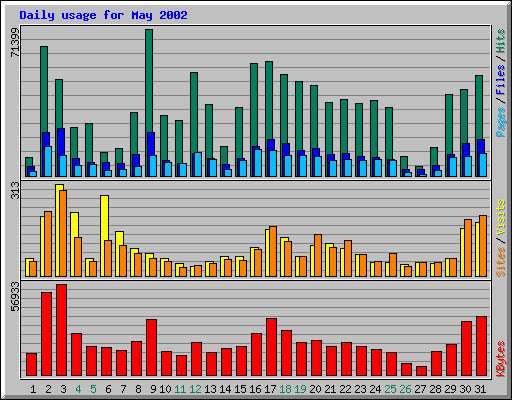 Daily usage for May 2002
71399
Pages / Files / Hits
313
Sites / Visits
56933
KBytes
1 2 3 4 5 6 7 8 9 10 11 12 13 14 15 16 17 18 19 20 21 22 23 24 25 26 27 28 29 30 31